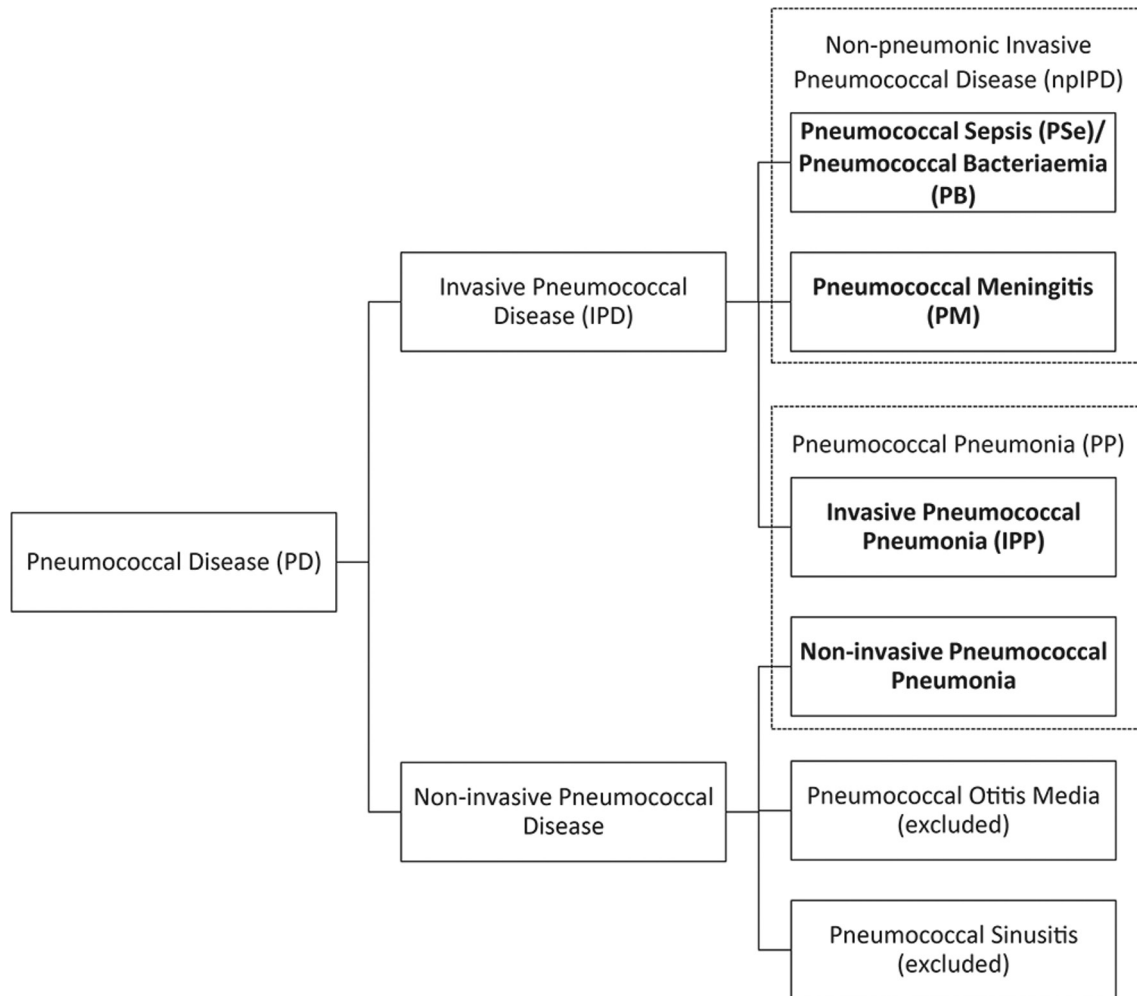 Non-pneumonic Invasive
Pneumococcal Disease (npIPD)
Pneumococcal Sepsis (PSe)/
Pneumococcal Bacteriaemia
(PB)
Invasive Pneumococcal
Disease (IPD)
Pneumococcal Meningitis
(PM)
Pneumococcal Pneumonia (PP)
Invasive Pneumococcal
Pneumonia (IPP)
Pneumococcal Disease (PD)
Non-invasive Pneumococcal
Pneumonia
Non-invasive Pneumococcal
Disease
Pneumococcal Otitis Media
(excluded)
Pneumococcal Sinusitis
(excluded)